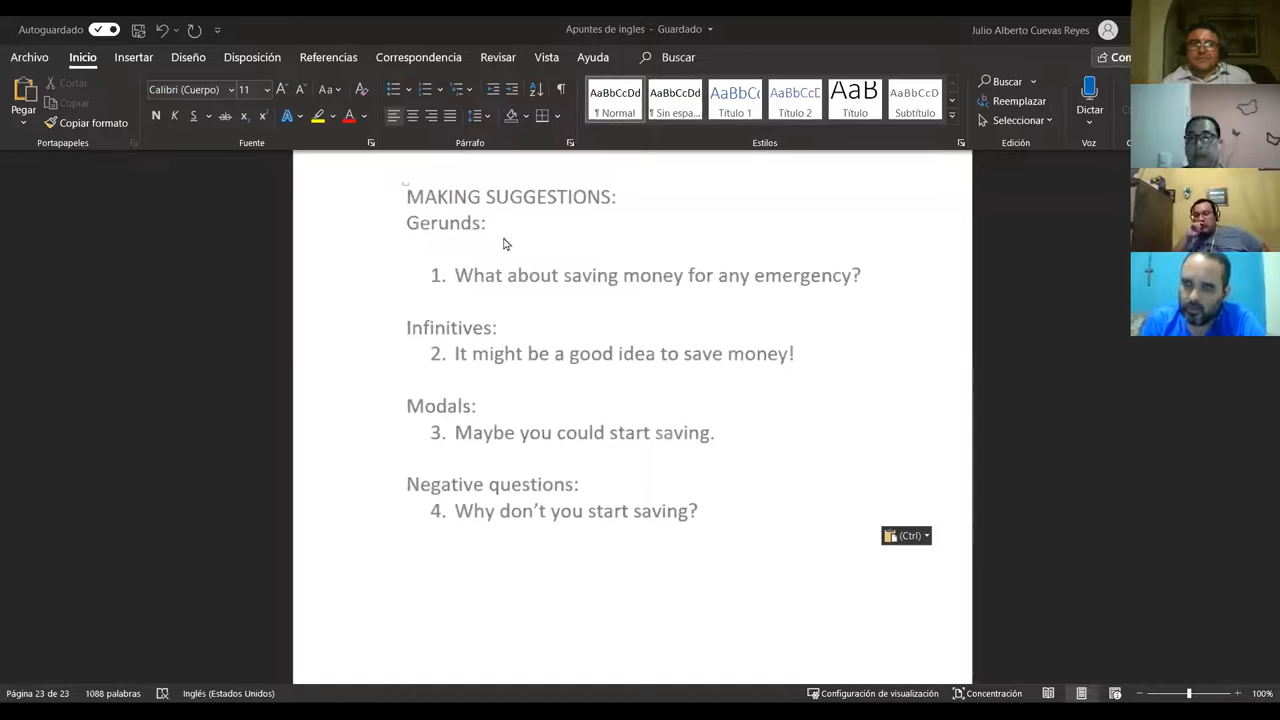 Autoguardado
Apuntes de ingles - Guardado
Julio Alberto Cuevas Reyes
Archivo Inicio Insertar Diseño Disposición Referencias Correspondencia Revisar Vista Ayuda Buscar
Pegar
Cortar
Copiar
Copiar formato
Portapapeles
Calibri (Cuerpo) 11
N K S ab x₂ x²
Fuente
Párrafo
AaBbCcDd AaBbCcDd AaBbCc AaBbCcE AaBb AaBbCcD
¶ Normal ¶ Sin espa... Título 1 Título 2 Título Subtítulo
Estilos
Buscar
Reemplazar
Seleccionar
Edición
Dictar
Voz
MAKING SUGGESTIONS:
Gerunds:
1. What about saving money for any emergency?
Infinitives:
2. It might be a good idea to save money!
Modals:
3. Maybe you could start saving.
Negative questions:
4. Why don't you start saving?
(Ctrl)
Página 23 de 23 1088 palabras Inglés (Estados Unidos) Configuración de visualización Concentración 100%